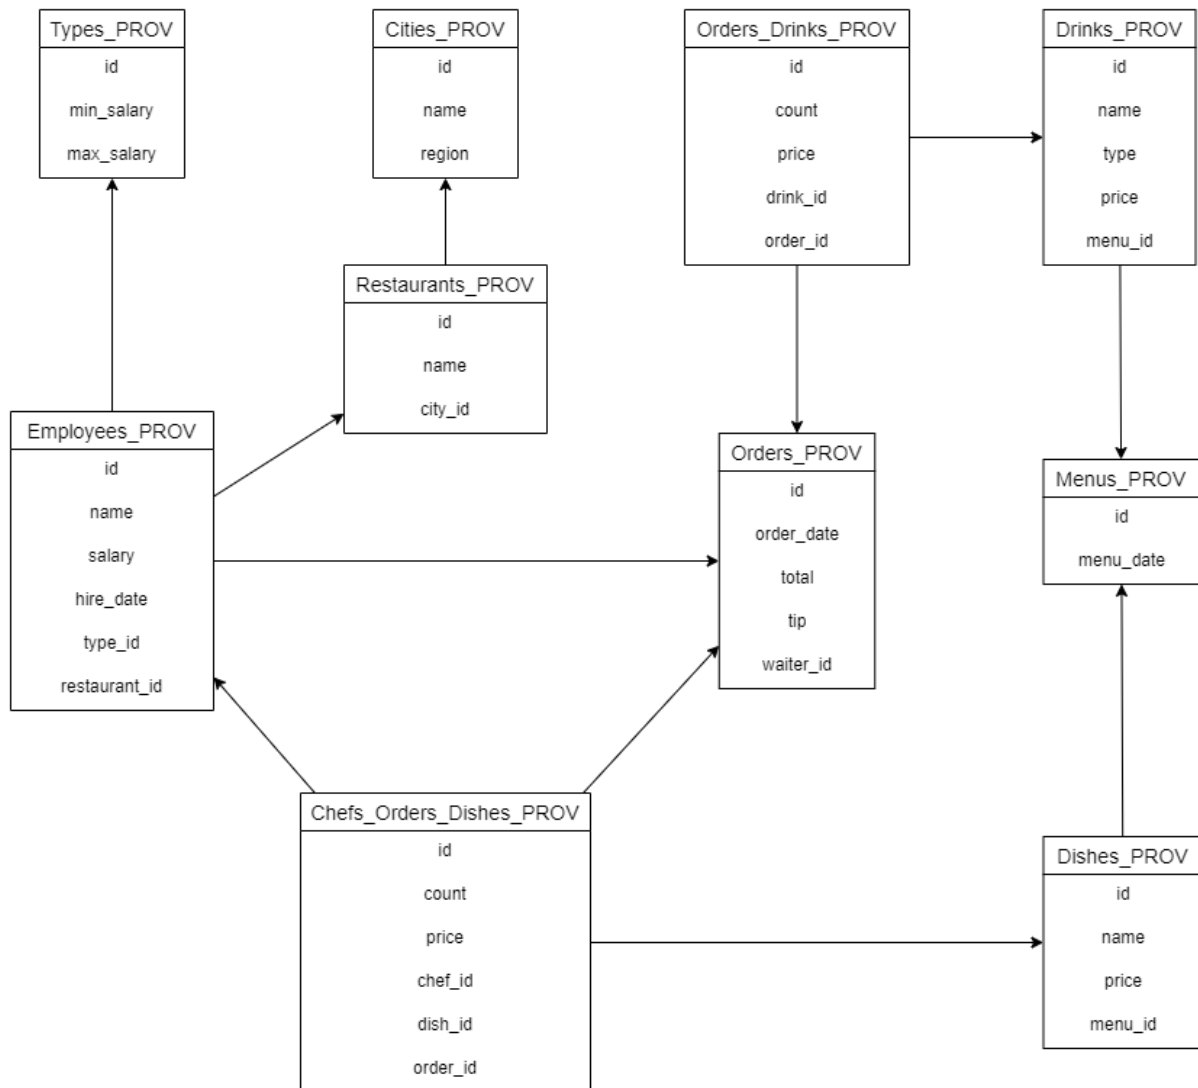 Types_PROV
id
min_salary
max_salary
Cities_PROV
id
name
region
Orders_Drinks_PROV
id
count
price
drink_id
order_id
Drinks_PROV
id
name
type
price
menu_id
Restaurants_PROV
id
name
city_id
Employees_PROV
id
name
salary
hire_date
type_id
restaurant_id
Orders_PROV
id
order_date
total
tip
waiter_id
Menus_PROV
id
menu_date
Chefs_Orders_Dishes_PROV
id
count
price
chef_id
dish_id
order_id
Dishes_PROV
id
name
price
menu_id